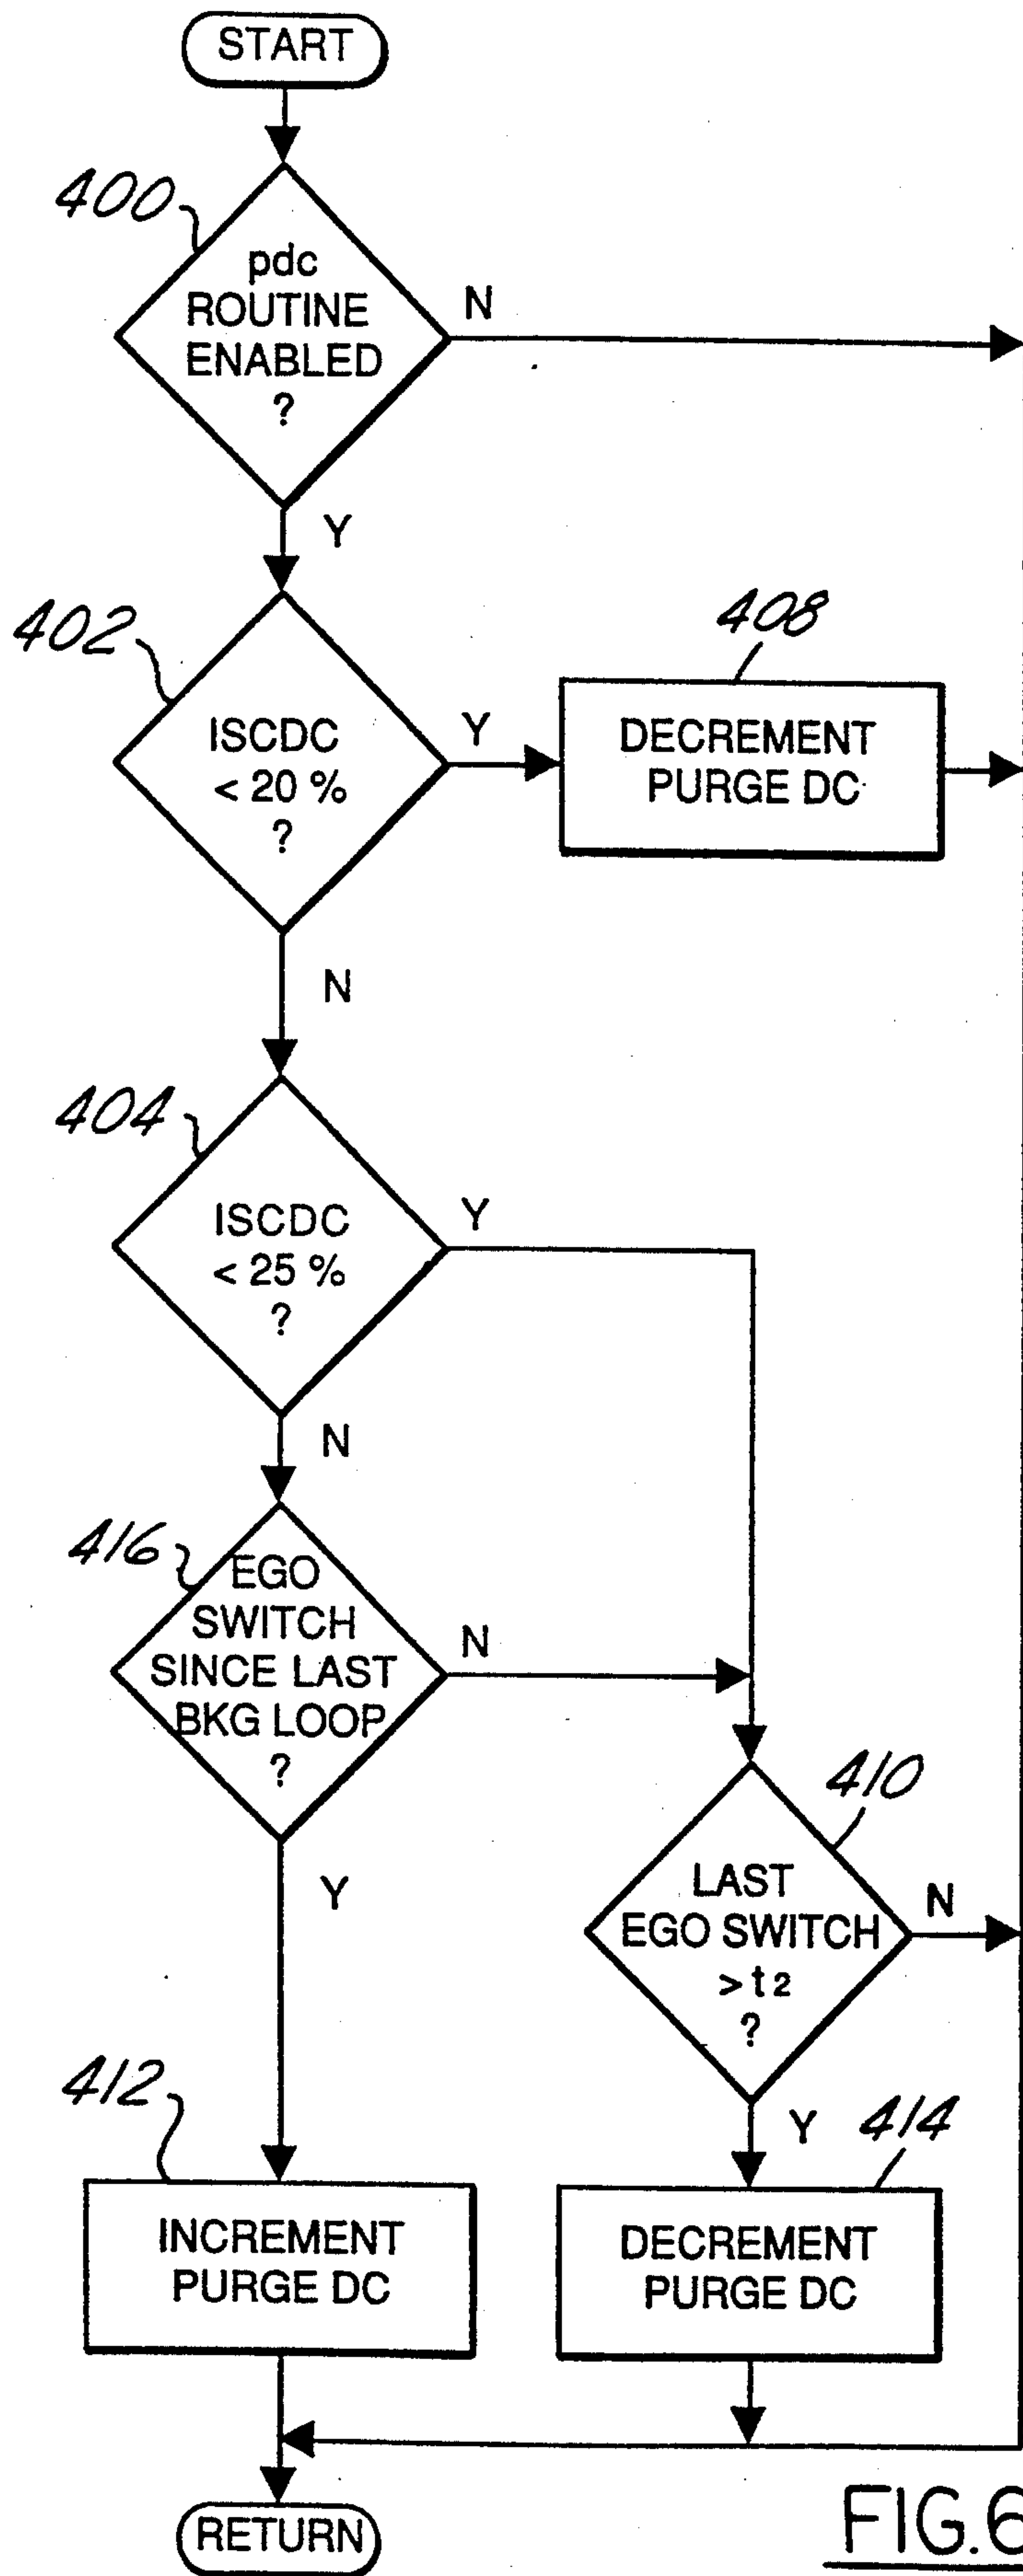 START
400
pdc
ROUTINE
ENABLED
?
N
Y
402
ISCDC
< 20 %
?
Y
408
DECREMENT
PURGE DC
N
404
ISCDC
< 25 %
?
Y
N
416
EGO
SWITCH
SINCE LAST
BKG LOOP
?
N
Y
410
LAST
EGO SWITCH
> t2
?
N
Y
412
INCREMENT
PURGE DC
414
DECREMENT
PURGE DC
RETURN
FIG.6